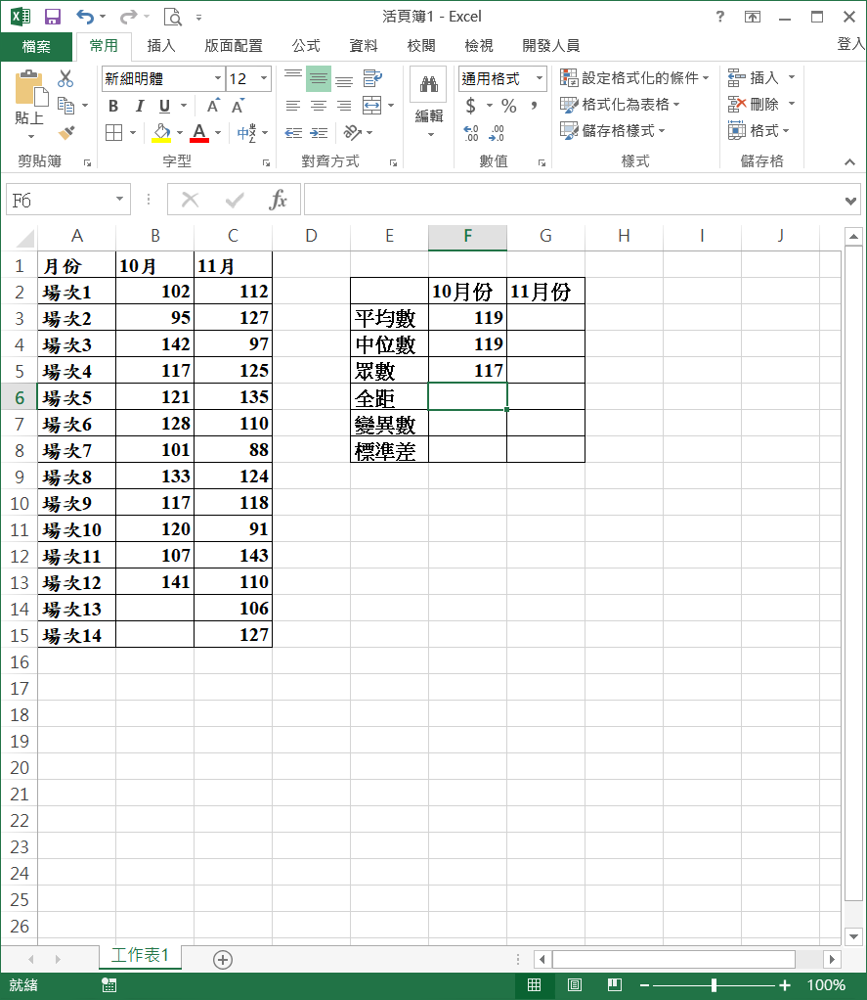 活頁簿1 - Excel
?
檔案 常用 插入 版面配置 公式 資料 校閱 檢視 開發人員 登入
貼上
剪貼簿
新細明體 12
B I U
A A
A
中
字型
對齊方式
編輯
通用格式
$ % ,
數值
設定格式化的條件
格式化為表格
儲存格樣式
樣式
插入
刪除
格式
儲存格
F6 fx
A B C D E F G H I J
1 月份 10月 11月
2 場次1 102 112 10月份 11月份
3 場次2 95 127 平均數 119
4 場次3 142 97 中位數 119
5 場次4 117 125 眾數 117
6 場次5 121 135 全距
7 場次6 128 110 變異數
8 場次7 101 88 標準差
9 場次8 133 124
10 場次9 117 118
11 場次10 120 91
12 場次11 107 143
13 場次12 141 110
14 場次13 106
15 場次14 127
16
17
18
19
20
21
22
23
24
25
26
工作表1
就緒 100%